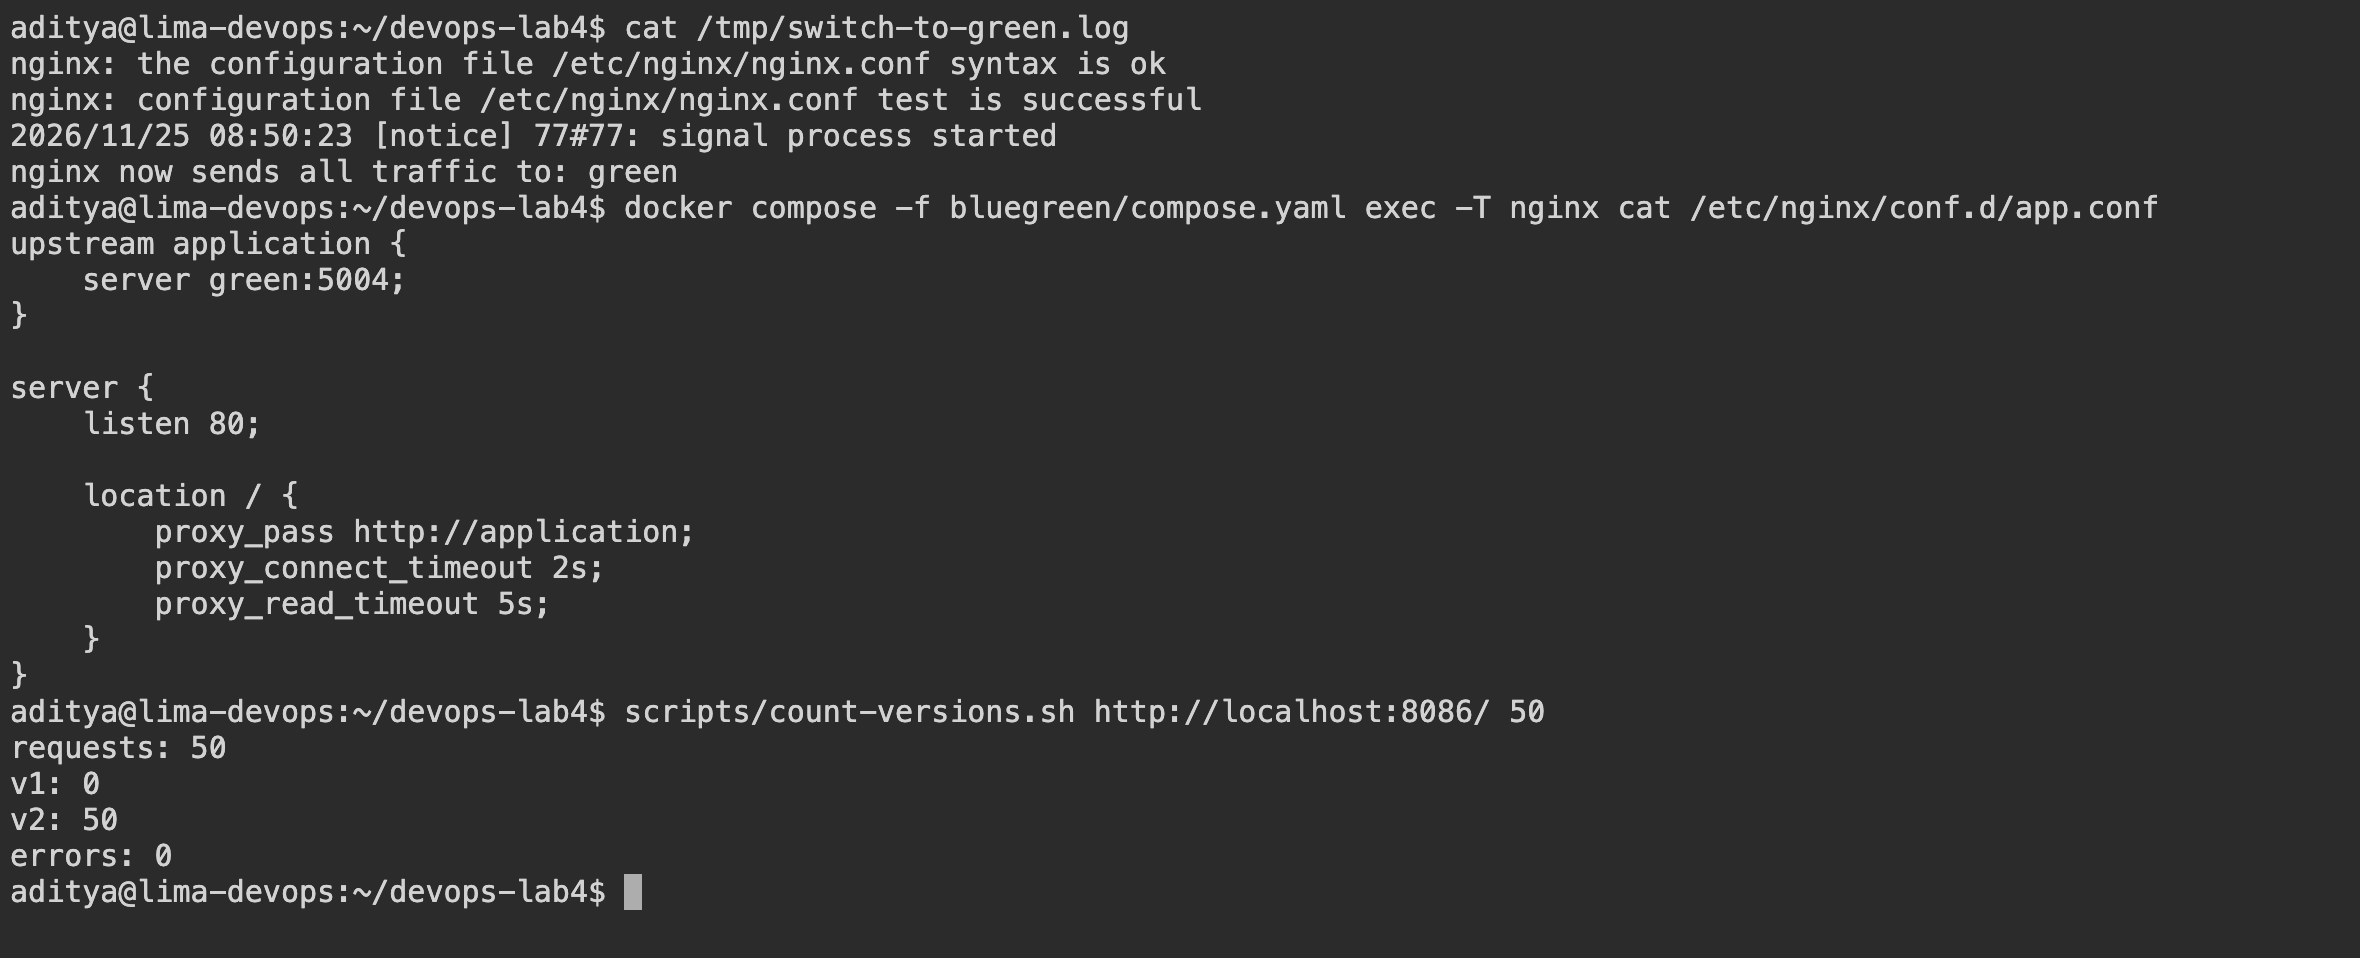 aditya@lima-devops:~/devops-lab4$ cat /tmp/switch-to-green.log
nginx: the configuration file /etc/nginx/nginx.conf syntax is ok
nginx: configuration file /etc/nginx/nginx.conf test is successful
2026/11/25 08:50:23 [notice] 77#77: signal process started
nginx now sends all traffic to: green
aditya@lima-devops:~/devops-lab4$ docker compose -f bluegreen/compose.yaml exec -T nginx cat /etc/nginx/conf.d/app.conf
upstream application {
    server green:5004;
}

server {
    listen 80;

    location / {
        proxy_pass http://application;
        proxy_connect_timeout 2s;
        proxy_read_timeout 5s;
    }
}
aditya@lima-devops:~/devops-lab4$ scripts/count-versions.sh http://localhost:8086/ 50
requests: 50
v1: 0
v2: 50
errors: 0
aditya@lima-devops:~/devops-lab4$